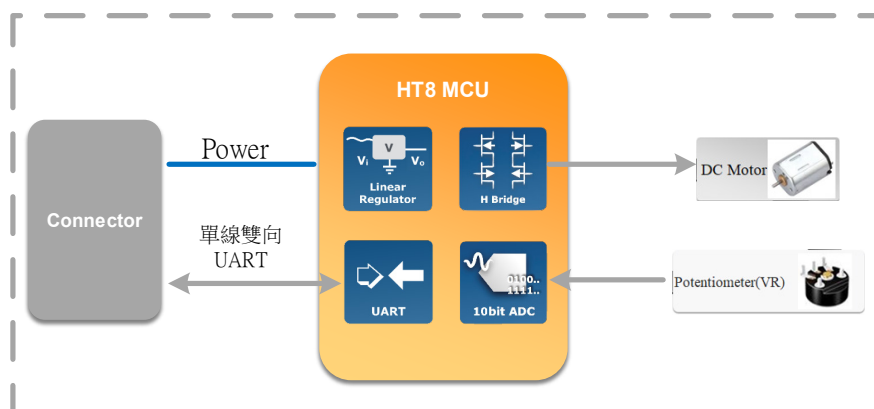 HT8 MCU
Power
V
Vi
Vo
Linear
Regulator
H Bridge
DC Motor
Connector
單線雙向
UART
UART
0100..
1111..
10bit ADC
Potentiometer(VR)